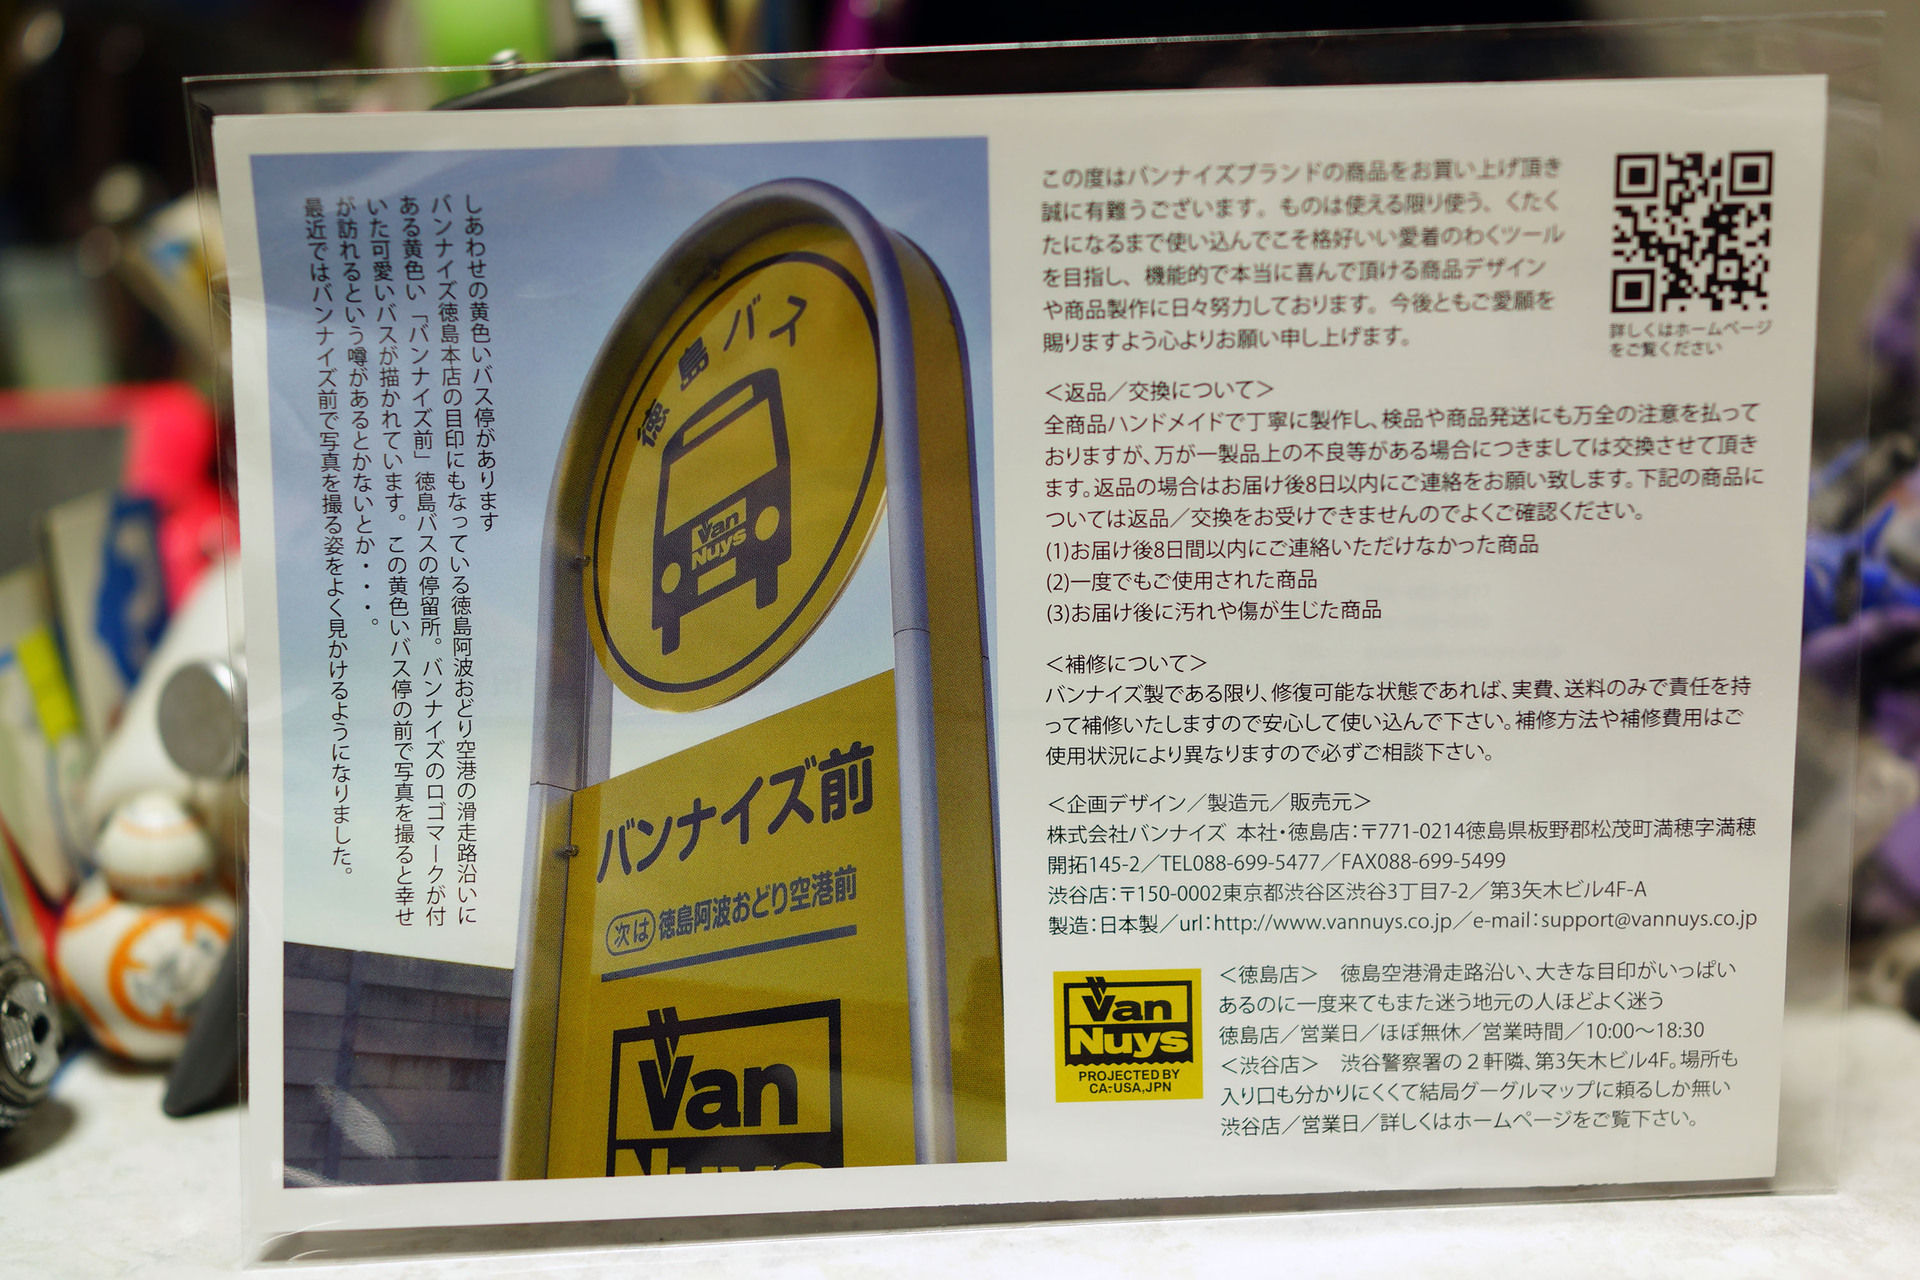 しあわせの黄色いバス停があります
バンナイズ徳島本店の目印にもなっている徳島阿波おどり空港の滑走路沿いに
ある黄色い「バンナイズ前」徳島バスの停留所。バンナイズのロゴマークが付
いた可愛いバスが描かれています。この黄色いバス停の前で写真を撮ると幸せ
が訪れるという噂があるとかないとか・・・。
最近ではバンナイズ前で写真を撮る姿をよく見かけるようになりました。
徳島バス
Van
Nuys
バンナイズ前
次は 徳島阿波おどり空港前
Van
Nuys
この度はバンナイズブランドの商品をお買い上げ頂き
誠に有難うございます。ものは使える限り使う、くたく
たになるまで使い込んでこそ格好いい愛着のわくツール
を目指し、機能的で本当に喜んで頂ける商品デザイン
や商品製作に日々努力しております。今後ともご愛願を
賜りますよう心よりお願い申し上げます。
詳しくはホームページ
をご覧ください
＜返品／交換について＞
全商品ハンドメイドで丁寧に製作し、検品や商品発送にも万全の注意を払って
おりますが、万が一製品上の不良等がある場合につきましては交換させて頂き
ます。返品の場合はお届け後8日以内にご連絡をお願い致します。下記の商品に
ついては返品／交換をお受けできませんのでよくご確認ください。
(1)お届け後8日間以内にご連絡いただけなかった商品
(2)一度でもご使用された商品
(3)お届け後に汚れや傷が生じた商品
＜補修について＞
バンナイズ製である限り、修復可能な状態であれば、実費、送料のみで責任を持
って補修いたしますので安心して使い込んで下さい。補修方法や補修費用はご
使用状況により異なりますので必ずご相談下さい。
＜企画デザイン／製造元／販売元＞
株式会社バンナイズ 本社・徳島店：〒771-0214徳島県板野郡松茂町満穂字満穂
開拓145-2／TEL088-699-5477／FAX088-699-5499
渋谷店：〒150-0002東京都渋谷区渋谷3丁目7-2／第3矢木ビル4F-A
製造：日本製／url：http://www.vannuys.co.jp／e-mail：support@vannuys.co.jp
Van
Nuys
PROJECTED BY
CA-USA,JPN
＜徳島店＞ 徳島空港滑走路沿い、大きな目印がいっぱい
あるのに一度来てもまた迷う地元の人ほどよく迷う
徳島店／営業日／ほぼ無休／営業時間／10:00〜18:30
＜渋谷店＞ 渋谷警察署の２軒隣、第3矢木ビル4F。場所も
入り口も分かりにくくて結局グーグルマップに頼るしか無い
渋谷店／営業日／詳しくはホームページをご覧下さい。